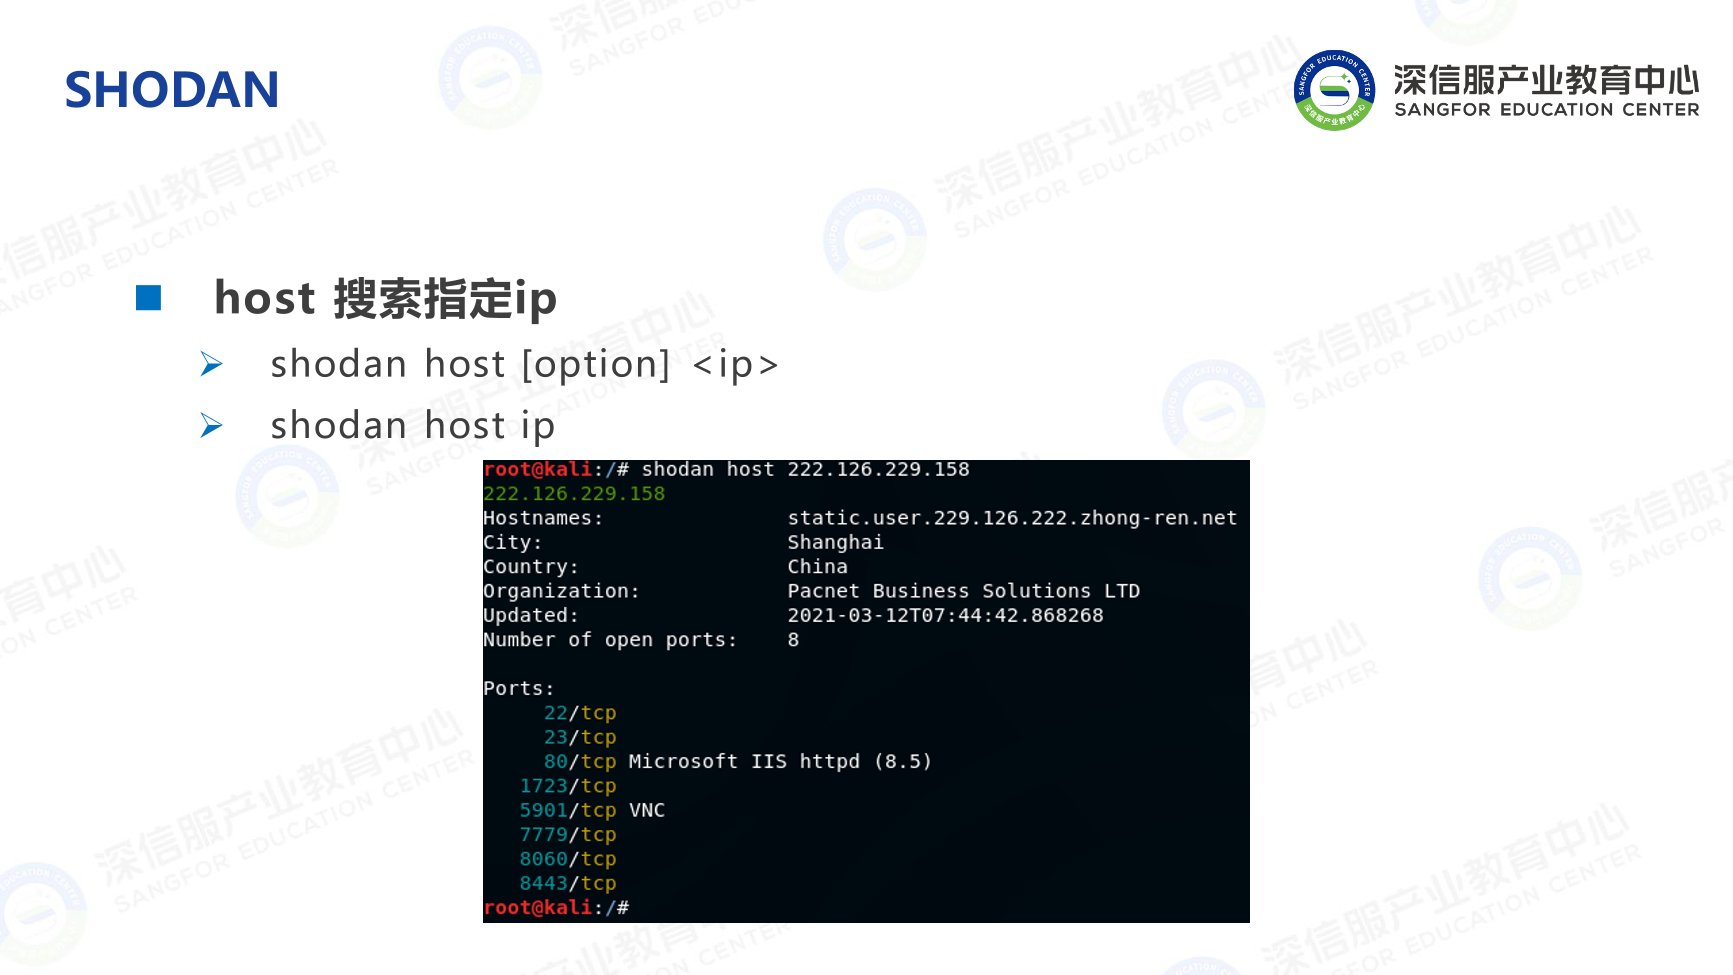 SHODAN
深信服产业教育中心
SANGFOR EDUCATION CENTER
host 搜索指定ip
shodan host [option] <ip>
shodan host ip
root@kali:/# shodan host 222.126.229.158
222.126.229.158
Hostnames: static.user.229.126.222.zhong-ren.net
City: Shanghai
Country: China
Organization: Pacnet Business Solutions LTD
Updated: 2021-03-12T07:44:42.868268
Number of open ports: 8
Ports:
22/tcp
23/tcp
80/tcp Microsoft IIS httpd (8.5)
1723/tcp
5901/tcp VNC
7779/tcp
8060/tcp
8443/tcp
root@kali:/#